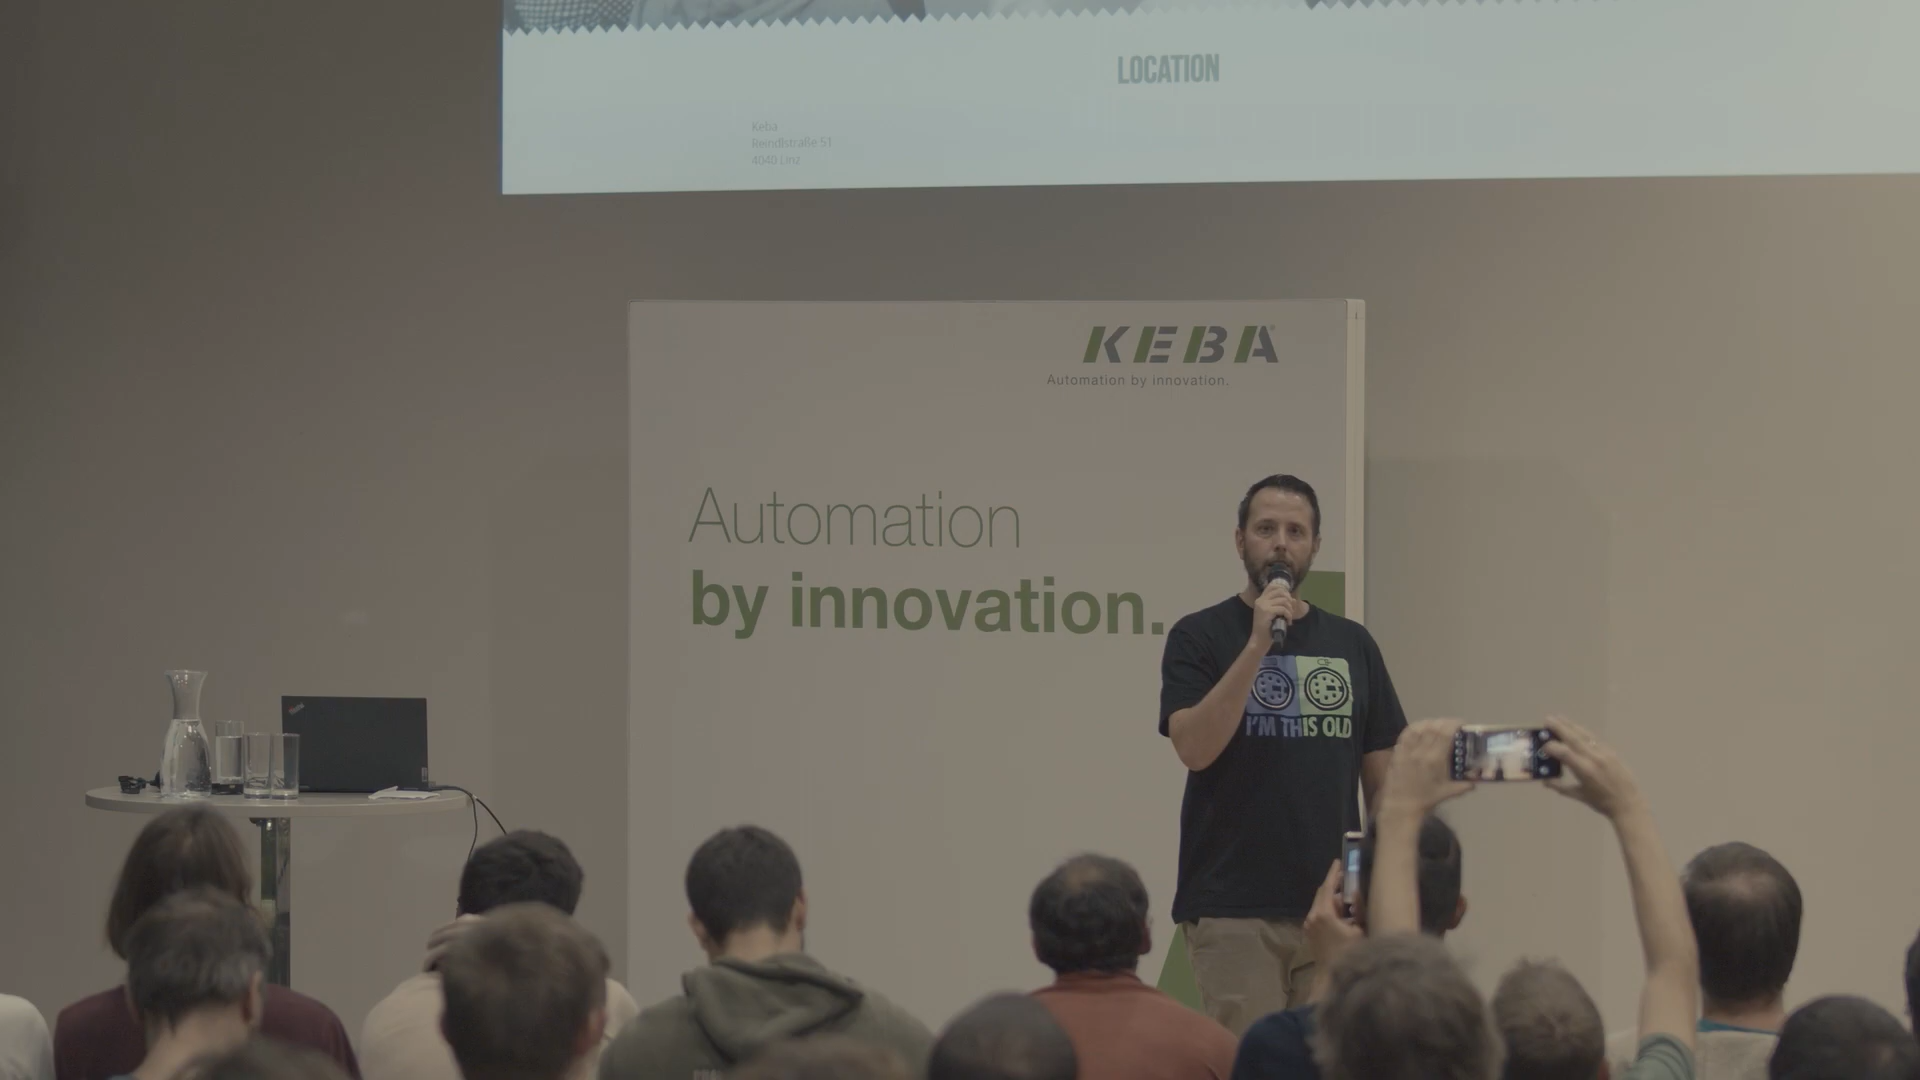 LOCATION
Keba
Reindlstraße 51
4040 Linz
KEBA
Automation by innovation.
Automation
by innovation.
I'M THIS OLD